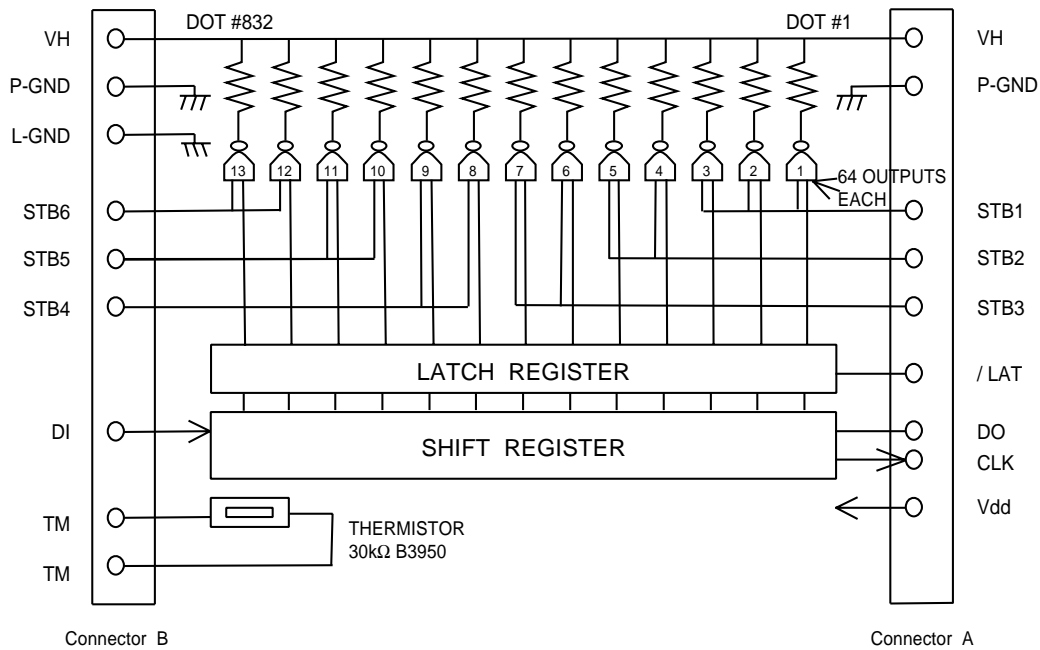 DOT #832
DOT #1
VH
VH
P-GND
P-GND
L-GND
13 12 11 10 9 8 7 6 5 4 3 2 1
64 OUTPUTS
EACH
STB6
STB1
STB5
STB2
STB4
STB3
LATCH REGISTER
/ LAT
DI
SHIFT REGISTER
DO
CLK
Vdd
TM
THERMISTOR
30kΩ B3950
TM
Connector B
Connector A